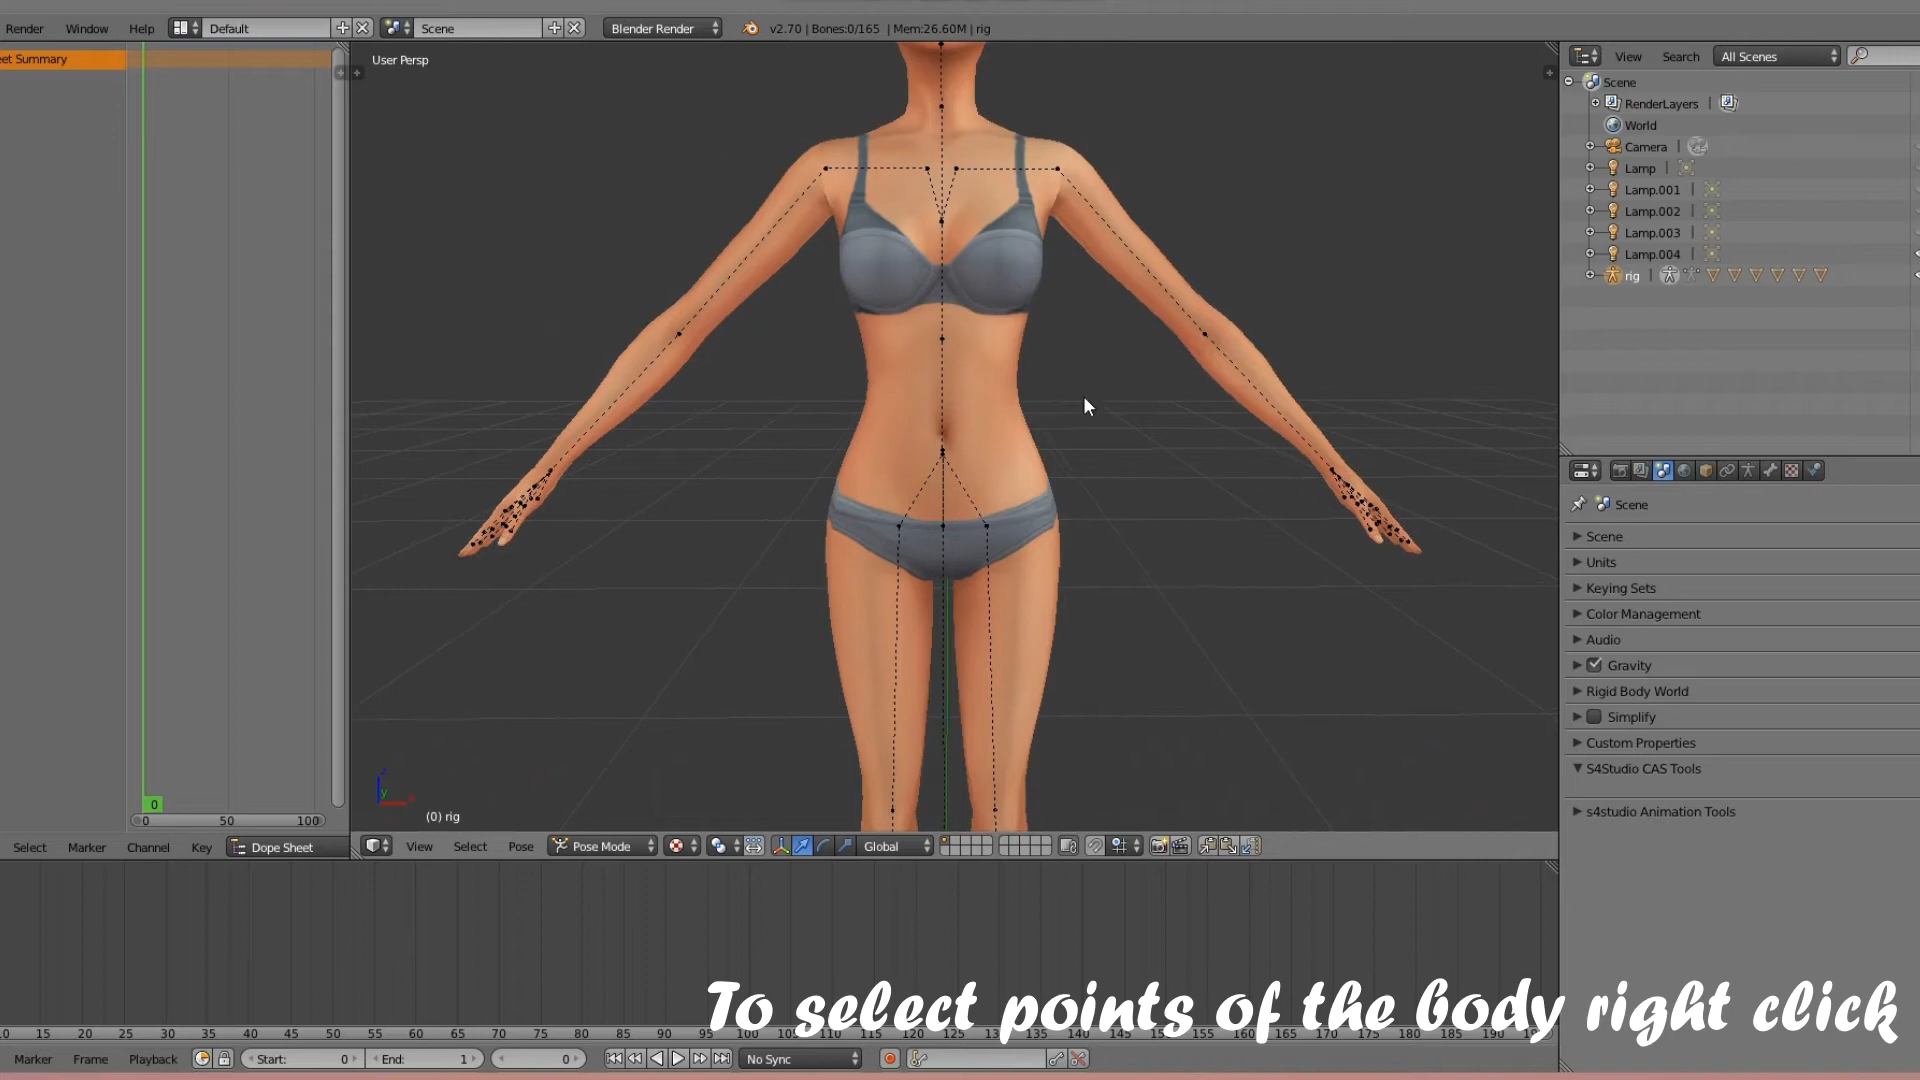 Render Window Help Default Scene Blender Render v2.70 | Bones:0/165 | Mem:26.60M | rig
eet Summary
User Persp
View Search All Scenes
Scene
RenderLayers
World
Camera
Lamp
Lamp.001
Lamp.002
Lamp.003
Lamp.004
rig
Scene
Scene
Units
Keying Sets
Color Management
Audio
Gravity
Rigid Body World
Simplify
Custom Properties
S4Studio CAS Tools
s4studio Animation Tools
0
0 50 100
(0) rig
Select Marker Channel Key Dope Sheet
View Select Pose Pose Mode Global
To select points of the body right click
10 15 20 25 30 35 40 45 50 55 60 65 70 75 80 85 90 95 100 105 110 115 120 125 130 135 140 145 150 155 160 165 170 175 180 185 190
Marker Frame Playback Start: 0 End: 1 0 No Sync